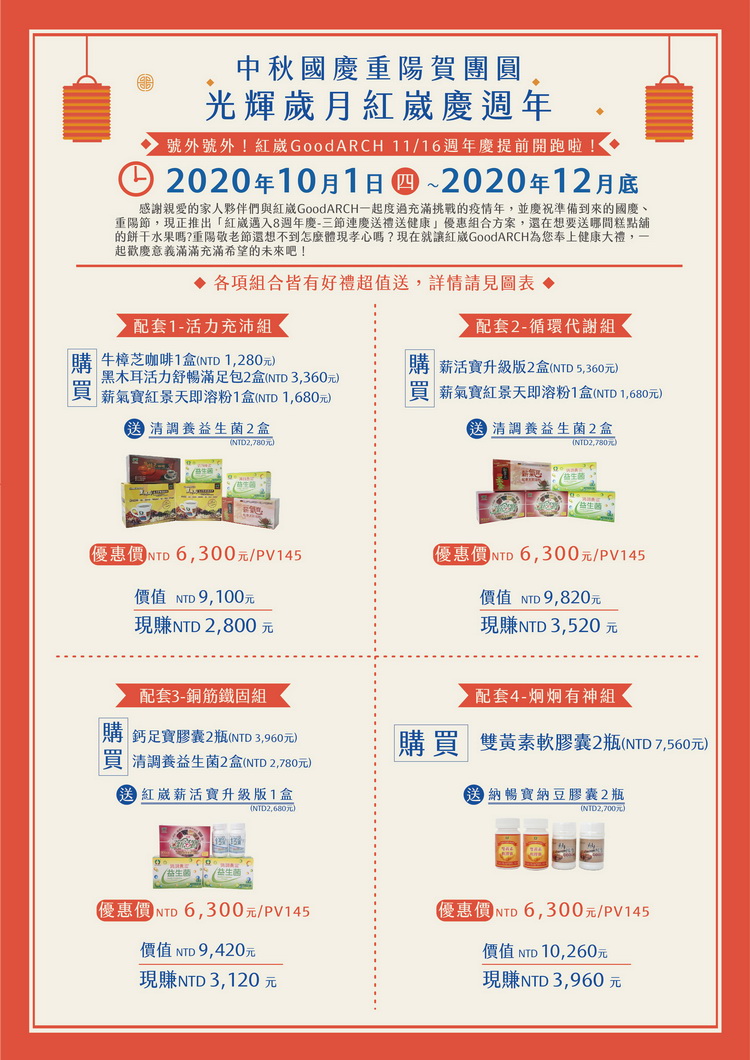 中秋國慶重陽賀團圓
光輝歲月紅崴慶週年
號外號外！紅崴GoodARCH 11/16週年慶提前開跑啦！
2020年10月1日 四 ~2020年12月底
感謝親愛的家人夥伴們與紅崴GoodARCH一起度過充滿挑戰的疫情年，並慶祝準備到來的國慶、
重陽節，現正推出「紅崴邁入8週年慶-三節連慶送禮送健康」優惠組合方案，還在想要送哪間糕點舖
的餅干水果嗎?重陽敬老節還想不到怎麼體現孝心嗎？現在就讓紅崴GoodARCH為您奉上健康大禮，一
起歡慶意義滿滿充滿希望的未來吧！
各項組合皆有好禮超值送，詳情請見圖表
配套1-活力充沛組
購買
牛樟芝咖啡1盒(NTD 1,280元)
黑木耳活力舒暢滿足包2盒(NTD 3,360元)
薪氣寶紅景天即溶粉1盒(NTD 1,680元)
送 清調養益生菌2盒
(NTD2,780元)
優惠價 NTD 6,300元/PV145
價值 NTD 9,100元
現賺NTD 2,800 元
配套2-循環代謝組
購買
薪活寶升級版2盒(NTD 5,360元)
薪氣寶紅景天即溶粉1盒(NTD 1,680元)
送 清調養益生菌2盒
(NTD2,780元)
優惠價 NTD 6,300元/PV145
價值 NTD 9,820元
現賺NTD 3,520 元
配套3-銅筋鐵固組
購買
鈣足寶膠囊2瓶(NTD 3,960元)
清調養益生菌2盒(NTD 2,780元)
送 紅崴薪活寶升級版1盒
(NTD2,680元)
益生菌
益生菌
優惠價 NTD 6,300元/PV145
價值 NTD 9,420元
現賺NTD 3,120 元
配套4-炯炯有神組
購買 雙黃素軟膠囊2瓶(NTD 7,560元)
送 納暢寶納豆膠囊2瓶
(NTD2,700元)
優惠價 NTD 6,300元/PV145
價值 NTD 10,260元
現賺NTD 3,960 元